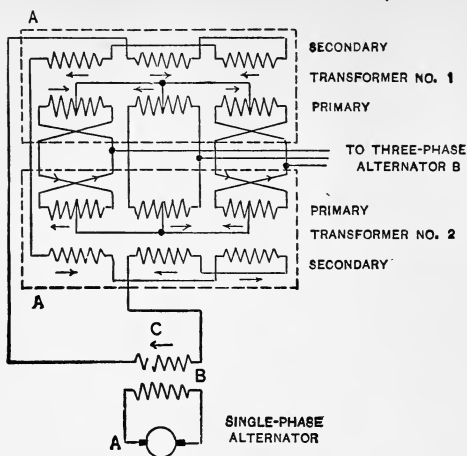 A
SECONDARY
TRANSFORMER NO. 1
PRIMARY
TO THREE-PHASE
ALTERNATOR B
PRIMARY
TRANSFORMER NO. 2
SECONDARY
A
C
B
A
SINGLE-PHASE
ALTERNATOR